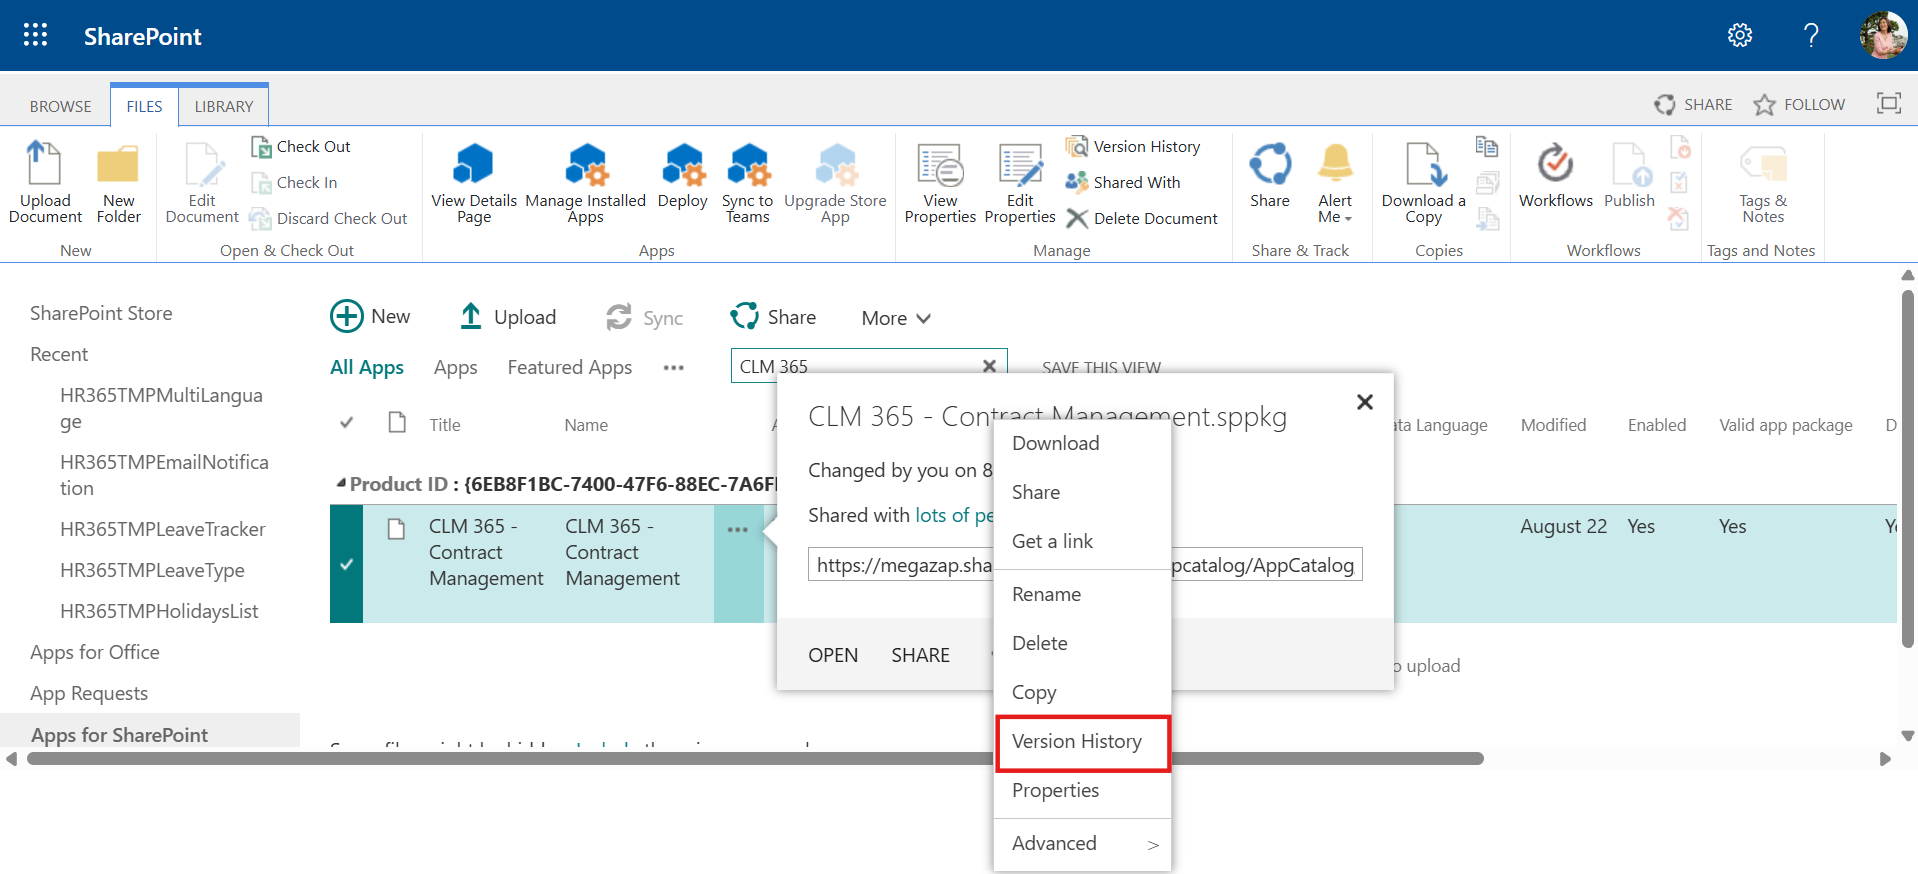 SharePoint
BROWSE
FILES
LIBRARY
SHARE
FOLLOW
Upload
Document
New
Folder
New
Edit
Document
Check Out
Check In
Discard Check Out
Open & Check Out
View Details
Page
Manage Installed
Apps
Deploy
Sync to
Teams
Upgrade Store
App
Apps
View
Properties
Edit
Properties
Version History
Shared With
Delete Document
Manage
Share
Alert
Me
Share & Track
Download a
Copy
Copies
Workflows
Publish
Workflows
Tags &
Notes
Tags and Notes
SharePoint Store
Recent
HR365TMPMultiLangua
ge
HR365TMPEmailNotifica
tion
HR365TMPLeaveTracker
HR365TMPLeaveType
HR365TMPHolidaysList
Apps for Office
App Requests
Apps for SharePoint
New
Upload
Sync
Share
More
All Apps
Apps
Featured Apps
•••
CLM 365
SAVE THIS VIEW
Title
Name
ata Language
Modified
Enabled
Valid app package
D
Product ID : {6EB8F1BC-7400-47F6-88EC-7A6F
CLM 365 -
Contract
Management
CLM 365 -
Contract
Management
•••
August 22
Yes
Yes
o upload
CLM 365 - Contract Management.sppkg
Changed by you on 8
Shared with lots of pe
https://megazap.sha
pcatalog/AppCatalog
OPEN
SHARE
Download
Share
Get a link
Rename
Delete
Copy
Version History
Properties
Advanced >